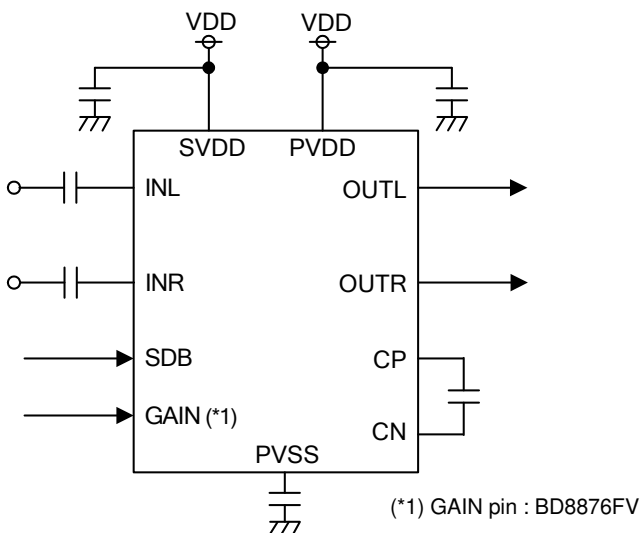 VDD VDD
SVDD PVDD
INL OUTL
INR OUTR
SDB CP
GAIN (*1)
CN
PVSS
(*1) GAIN pin : BD8876FV